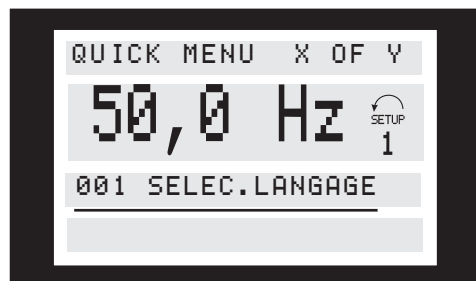 QUICK MENU X OF Y
50,0 Hz
SETUP
1
001 SELEC.LANGAGE